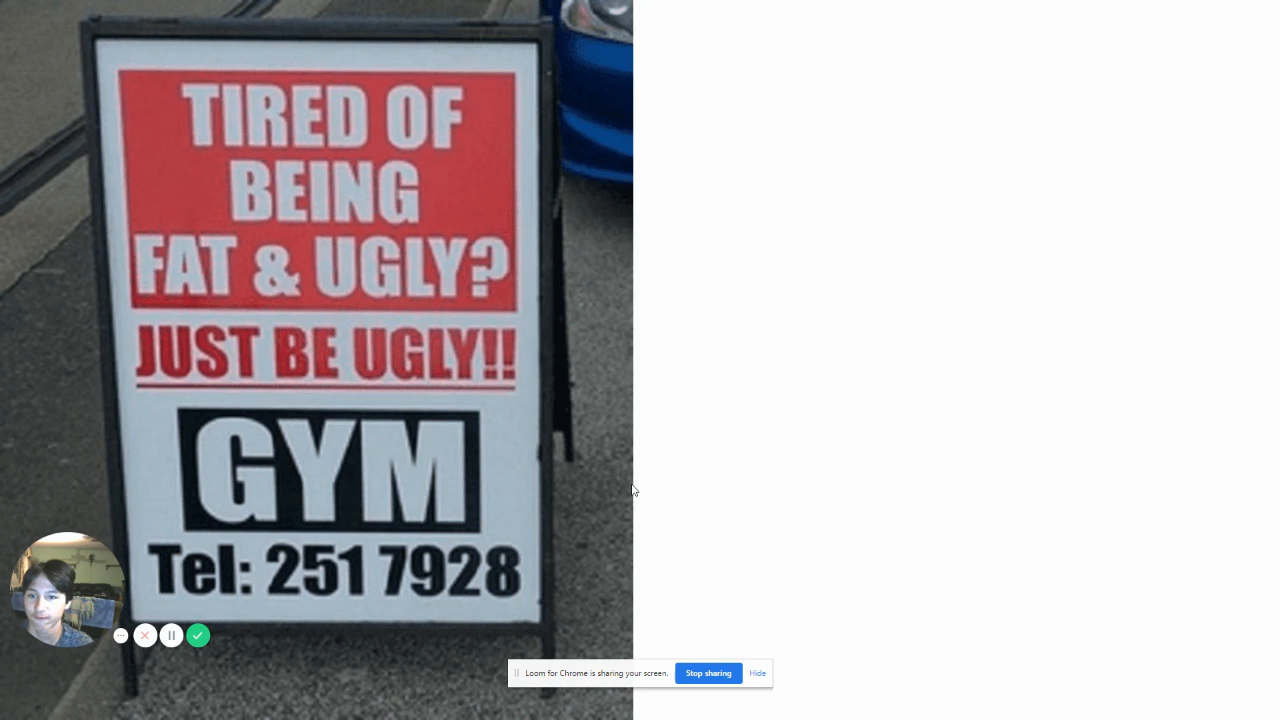 TIRED OF
BEING
FAT & UGLY?
JUST BE UGLY!!
GYM
Tel: 251 7928
Loom for Chrome is sharing your screen.
Stop sharing
Hide